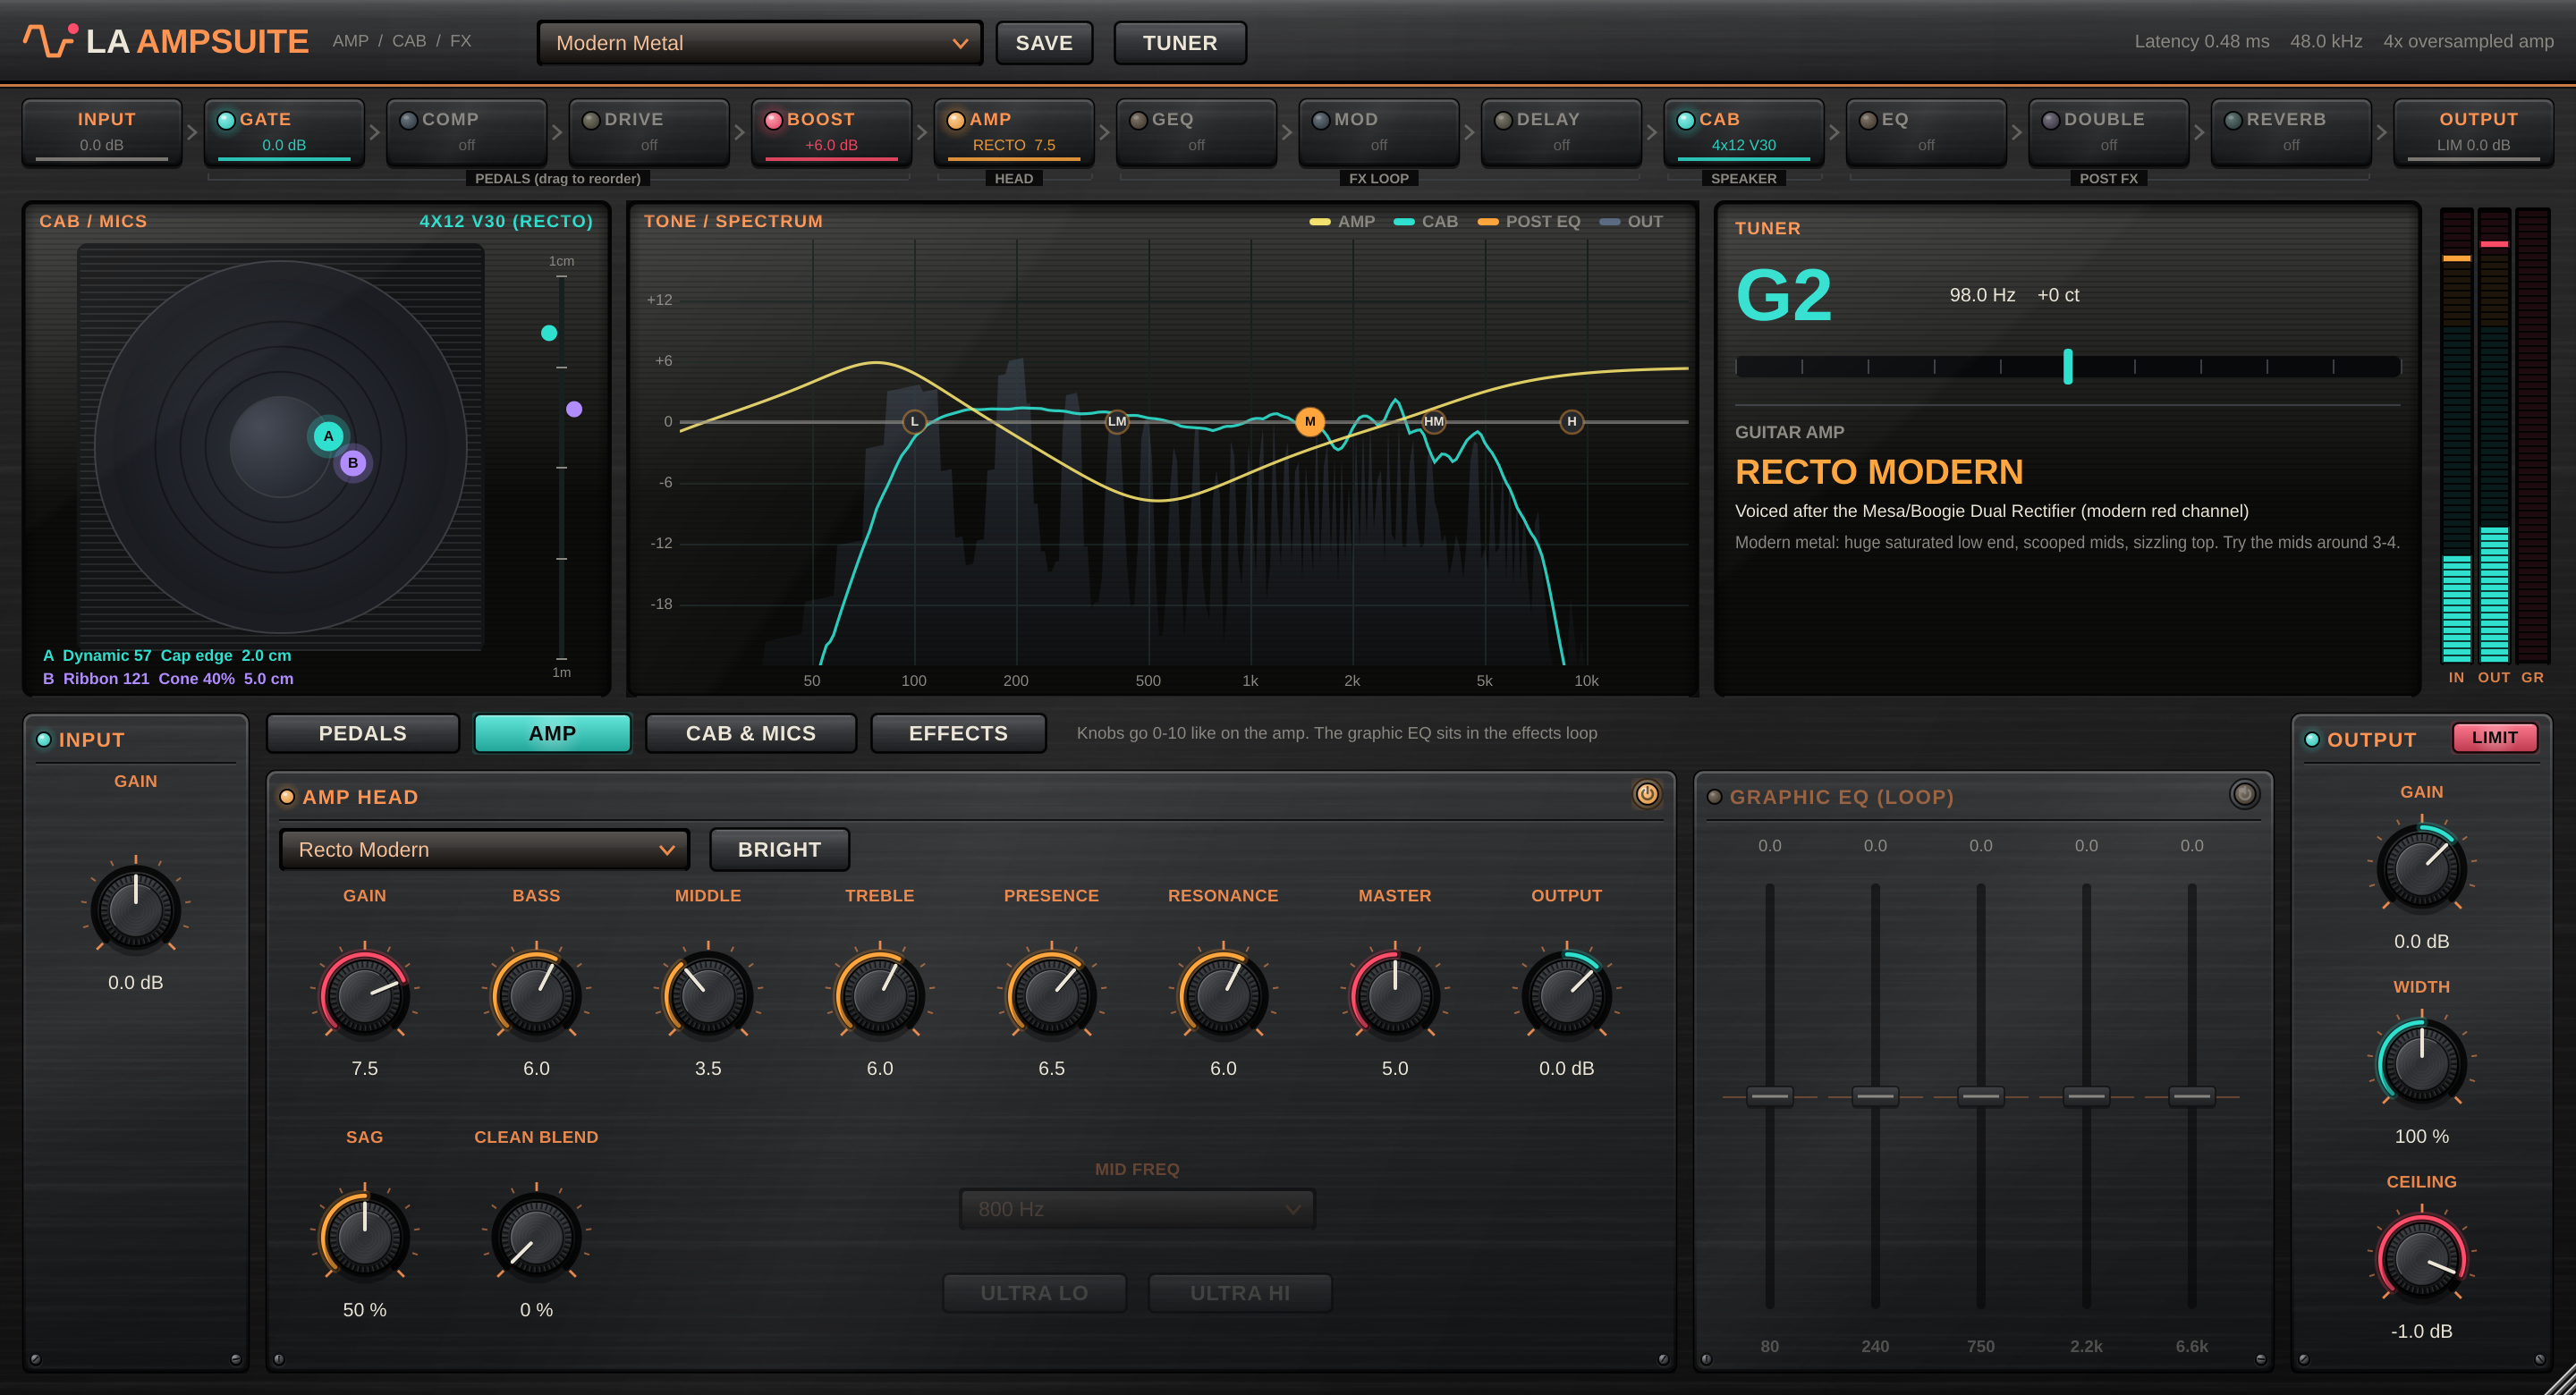 LA AMPSUITE AMP / CAB / FX Modern Metal SAVE TUNER Latency 0.48 ms 48.0 kHz 4x oversampled amp
INPUT GATE COMP DRIVE BOOST AMP GEQ MOD DELAY CAB EQ DOUBLE REVERB OUTPUT
0.0 dB 0.0 dB off off +6.0 dB RECTO 7.5 off off off 4x12 V30 off off off LIM 0.0 dB
PEDALS (drag to reorder) HEAD FX LOOP SPEAKER POST FX
CAB / MICS 4X12 V30 (RECTO)
1cm
A
B
A Dynamic 57 Cap edge 2.0 cm
B Ribbon 121 Cone 40% 5.0 cm
1m
TONE / SPECTRUM AMP CAB POST EQ OUT
+12
+6
0 L LM M HM H
-6
-12
-18
50 100 200 500 1k 2k 5k 10k
TUNER
G2 98.0 Hz +0 ct
GUITAR AMP
RECTO MODERN
Voiced after the Mesa/Boogie Dual Rectifier (modern red channel)
Modern metal: huge saturated low end, scooped mids, sizzling top. Try the mids around 3-4.
IN OUT GR
INPUT
GAIN
0.0 dB
PEDALS AMP CAB & MICS EFFECTS Knobs 0-10 like on the amp. The graphic EQ sits in the effects loop
AMP HEAD
Recto Modern BRIGHT
GAIN BASS MIDDLE TREBLE PRESENCE RESONANCE MASTER OUTPUT
7.5 6.0 3.5 6.0 6.5 6.0 5.0 0.0 dB
SAG CLEAN BLEND
50 % 0 %
MID FREQ
800 Hz
ULTRA LO ULTRA HI
GRAPHIC EQ (LOOP)
0.0 0.0 0.0 0.0 0.0
80 240 750 2.2k 6.6k
OUTPUT LIMIT
GAIN
0.0 dB
WIDTH
100 %
CEILING
-1.0 dB